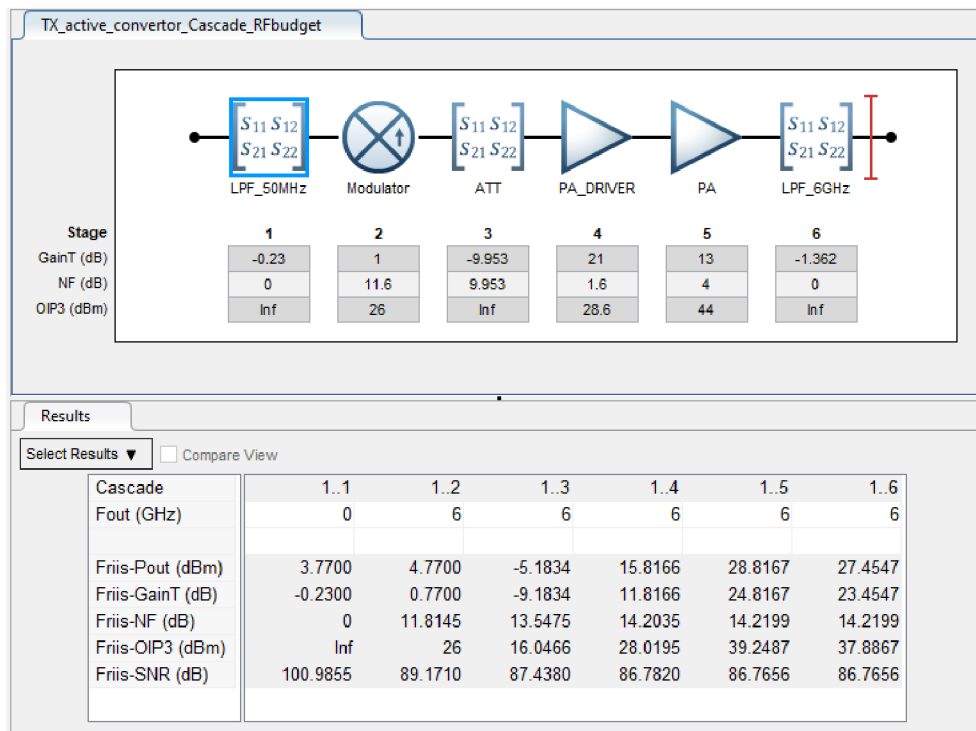 TX_active_convertor_Cascade_RFbudget
S11 S12 S11 S12 S11 S12
S21 S22 S21 S22 S21 S22
LPF_50MHz Modulator ATT PA_DRIVER PA LPF_6GHz
Stage 1 2 3 4 5 6
GainT (dB) -0.23 1 -9.953 21 13 -1.362
NF (dB) 0 11.6 9.953 1.6 4 0
OIP3 (dBm) Inf 26 Inf 28.6 44 Inf
Results
Select Results ▼ Compare View
Cascade 1..1 1..2 1..3 1..4 1..5 1..6
Fout (GHz) 0 6 6 6 6 6
Friis-Pout (dBm) 3.7700 4.7700 -5.1834 15.8166 28.8167 27.4547
Friis-GainT (dB) -0.2300 0.7700 -9.1834 11.8166 24.8167 23.4547
Friis-NF (dB) 0 11.8145 13.5475 14.2035 14.2199 14.2199
Friis-OIP3 (dBm) Inf 26 16.0466 28.0195 39.2487 37.8867
Friis-SNR (dB) 100.9855 89.1710 87.4380 86.7820 86.7656 86.7656